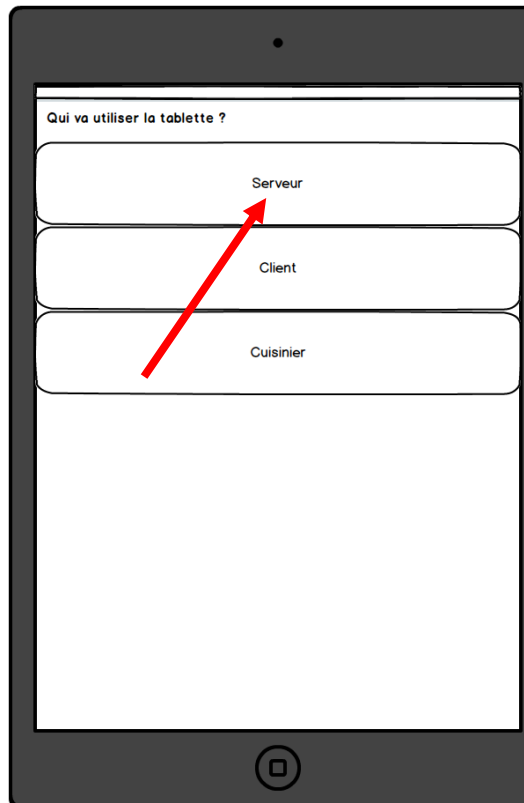 Qui va utiliser la tablette ?
Serveur
Client
Cuisinier